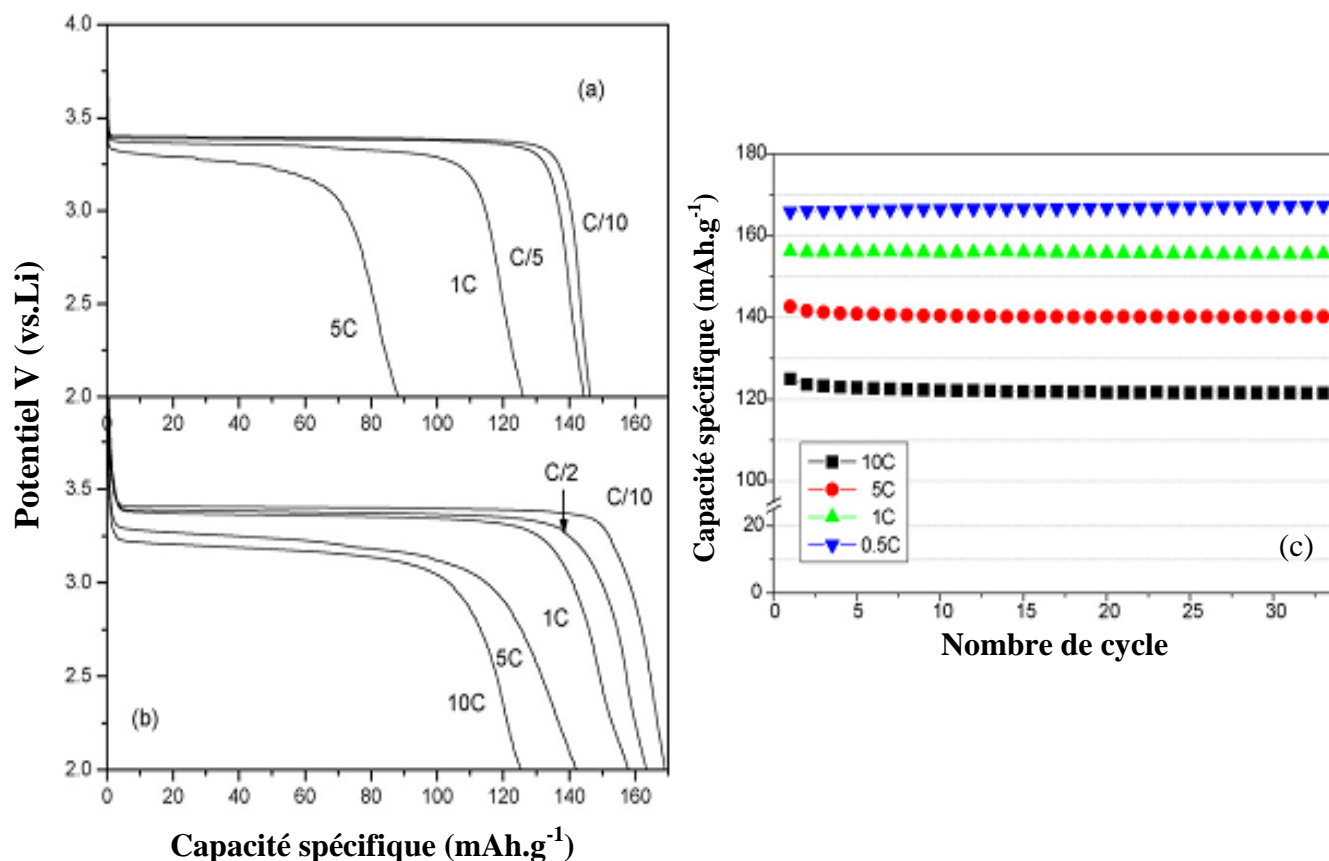 Potentiel V (vs.Li)
4.0
3.5
3.0
2.5
2.0
(a)
C/10
C/5
1C
5C
0 20 40 60 80 100 120 140 160
3.5
3.0
2.5
2.0
C/2
C/10
1C
5C
10C
(b)
0 20 40 60 80 100 120 140 160
Capacité spécifique (mAh.g⁻¹)
Capacité spécifique (mAh.g⁻¹)
180
160
140
120
100
20
0
10C
5C
1C
0.5C
(c)
0 5 10 15 20 25 30
Nombre de cycle